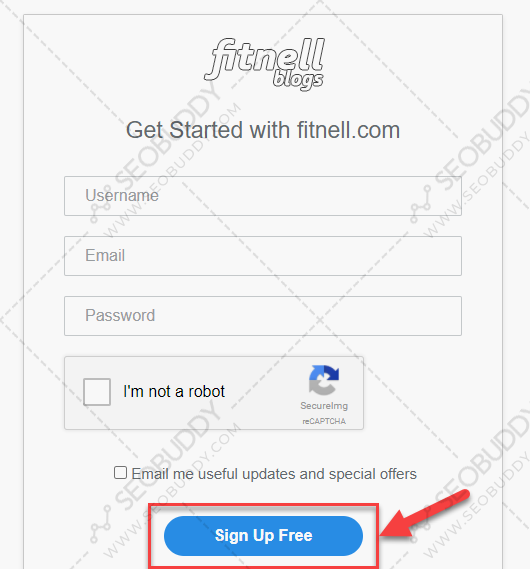 fitnell
blogs
Get Started with fitnell.com
Username
Email
Password
I'm not a robot
SecureImg
reCAPTCHA
Email me useful updates and special offers
Sign Up Free
SEOBUDDY
WWW.SEOBUDDY.COM
SEOBUDDY
WWW.SEOBUDDY.COM
SEOBUDDY
WWW.SEOBUDDY.COM
SEOBUDDY
WWW.SEOBUDDY.COM